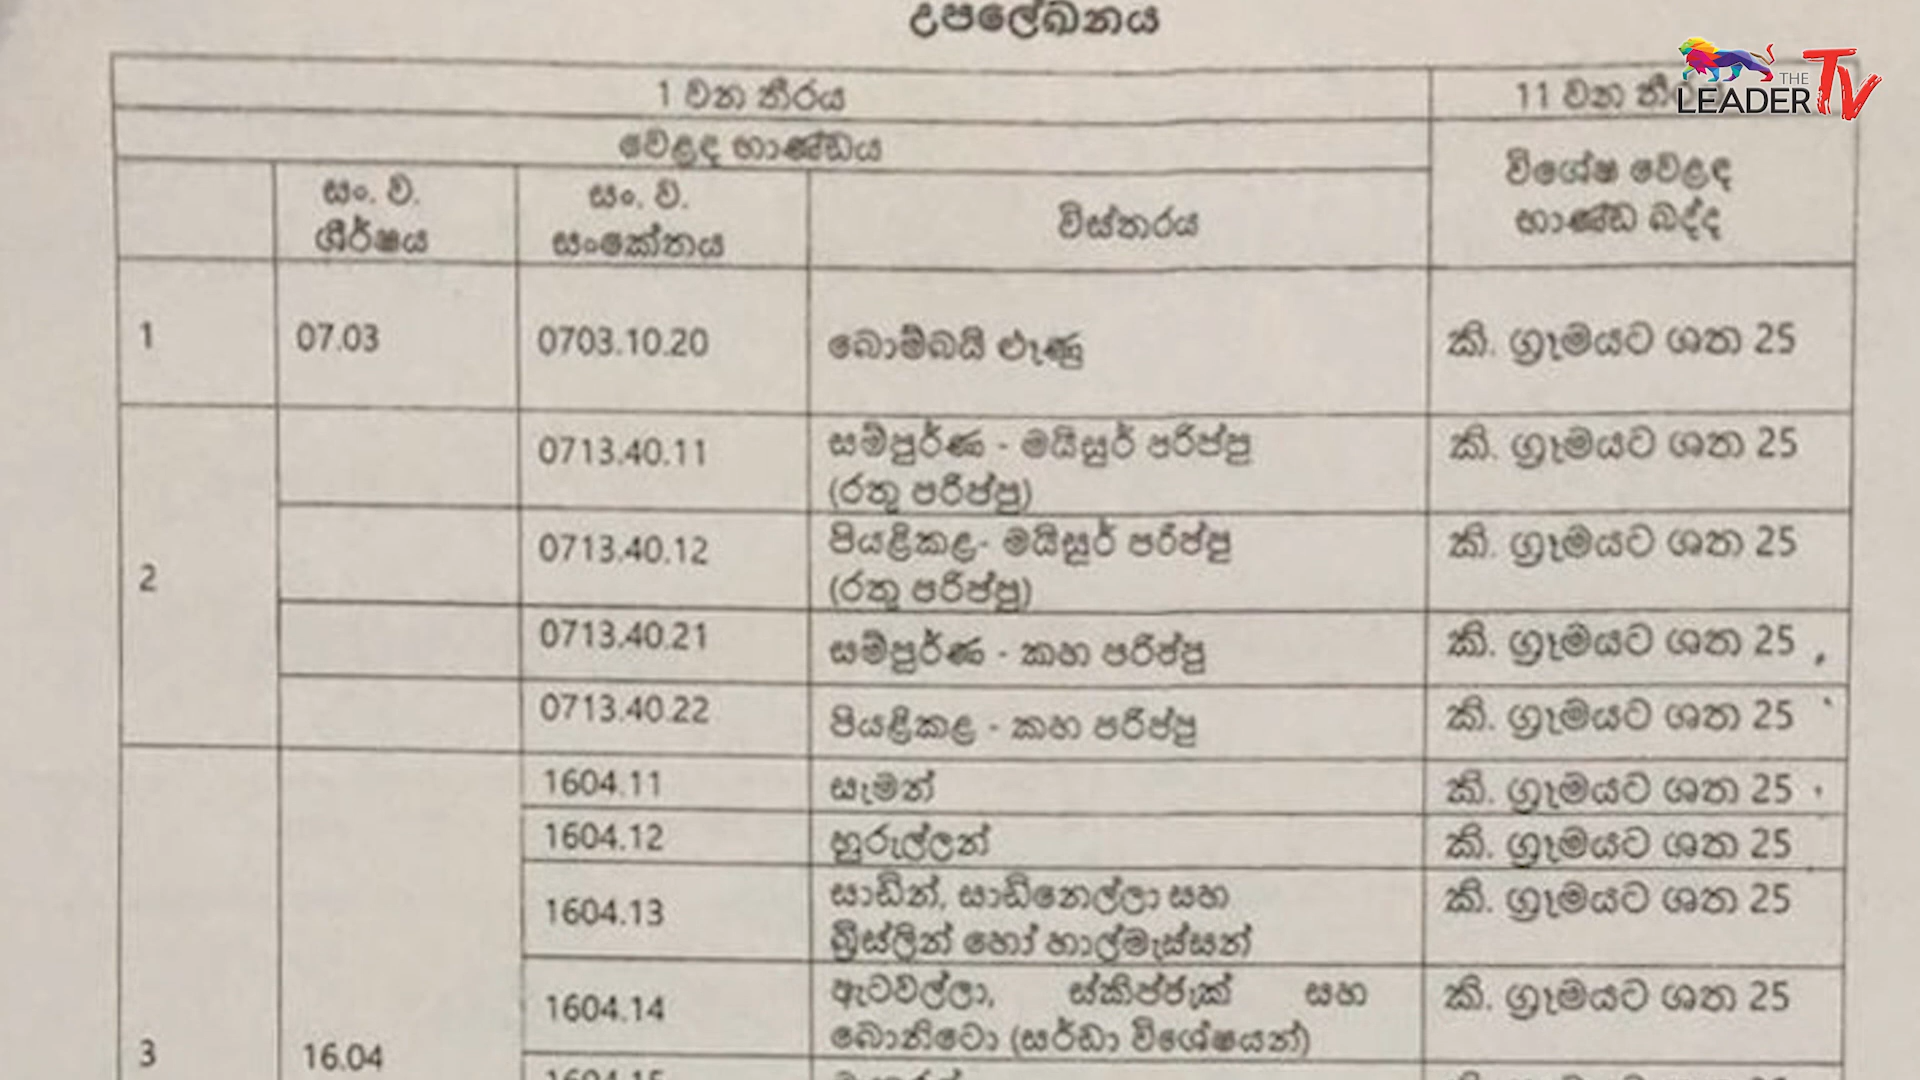 උපලේඛනය
1 වන තීරය
11 වන
THE
LEADER TV
වෙළඳ භාණ්ඩය
විශේෂ වෙළඳ
භාණ්ඩ බද්ද
සං. ව.
ශීර්ෂය
සං. ව.
සංකේතය
විස්තරය
1
07.03
0703.10.20
බොම්බයි ළූණු
කි. ග්‍රෑමයට ශත 25
2
0713.40.11
සම්පුර්ණ - මයිසුර් පරිප්පු
(රතු පරිප්පු)
කි. ග්‍රෑමයට ශත 25
0713.40.12
පියළිකළ- මයිසුර් පරිප්පු
(රතු පරිප්පු)
කි. ග්‍රෑමයට ශත 25
0713.40.21
සම්පුර්ණ - කහ පරිප්පු
කි. ග්‍රෑමයට ශත 25
0713.40.22
පියළිකළ - කහ පරිප්පු
කි. ග්‍රෑමයට ශත 25
3
16.04
1604.11
සැමන්
කි. ග්‍රෑමයට ශත 25
1604.12
හුරුල්ලන්
කි. ග්‍රෑමයට ශත 25
1604.13
සාඩින්, සාඩිනෙල්ලා සහ
බ්‍රිස්ලින් හෝ හාල්මැස්සන්
කි. ග්‍රෑමයට ශත 25
1604.14
ඇටවල්ලා, ස්කිප්ජැක් සහ
බොනිටො (සර්ඩා විශේෂයන්)
කි. ග්‍රෑමයට ශත 25